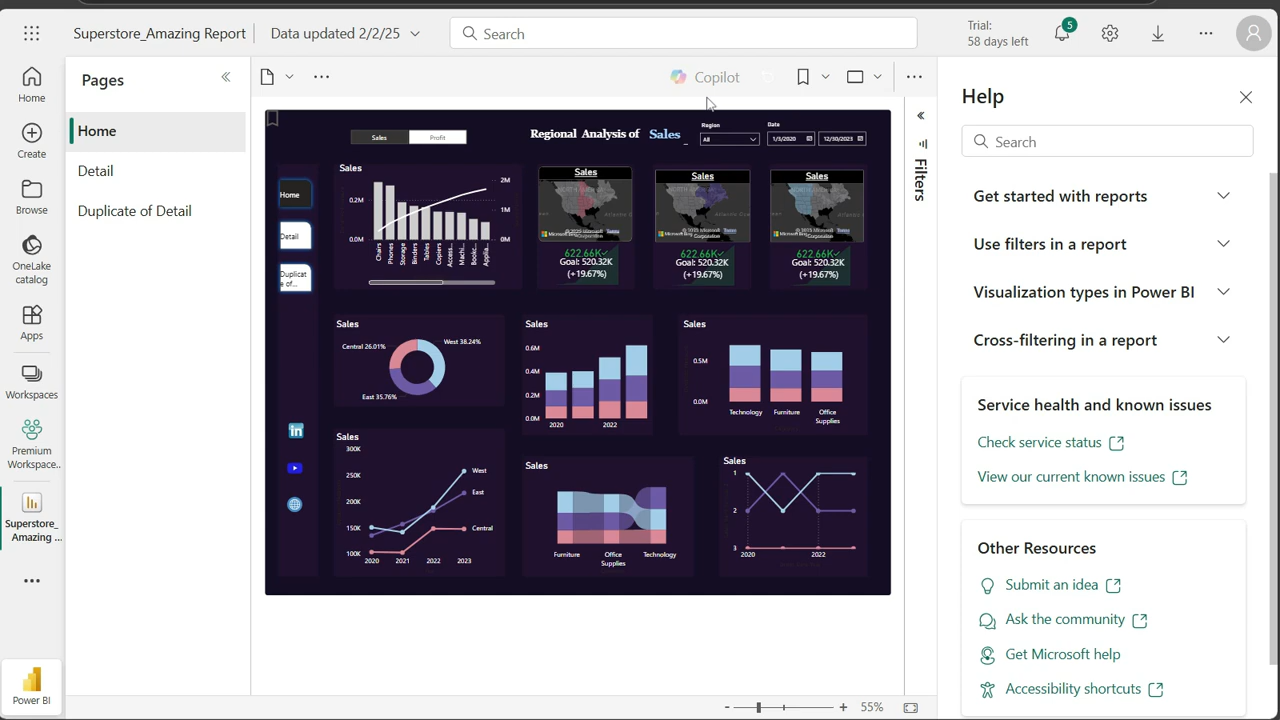 Superstore_Amazing Report
Data updated 2/2/25
Search
Trial:
58 days left
5
Home
Create
Browse
OneLake
catalog
Apps
Workspaces
Premium
Workspace..
Superstore_
Amazing ...
Power BI
Pages
Home
Detail
Duplicate of Detail
Copilot
Filters
Sales
Profit
Regional Analysis of Sales _
Region
All
Date
1/3/2020
12/30/2023
Home
Detail
Duplicat
e of...
Sales
0.2M
0.0M
2M
1M
0M
Chairs
Phones
Storage
Binders
Tables
Copiers
Access...
Machi...
Bookc...
Applia...
Sales
622.66K✓
Goal: 520.32K
(+19.67%)
Sales
622.66K✓
Goal: 520.32K
(+19.67%)
Sales
622.66K✓
Goal: 520.32K
(+19.67%)
Sales
Central 26.01%
West 38.24%
East 35.76%
Sales
0.6M
0.4M
0.2M
0.0M
2020
2022
Sales
0.5M
0.0M
Technology
Furniture
Office
Supplies
Sales
300K
250K
200K
150K
100K
West
East
Central
2020
2021
2022
2023
Sales
Furniture
Office
Supplies
Technology
Sales
1
2
3
2020
2022
55%
Help
Search
Get started with reports
Use filters in a report
Visualization types in Power BI
Cross-filtering in a report
Service health and known issues
Check service status
View our current known issues
Other Resources
Submit an idea
Ask the community
Get Microsoft help
Accessibility shortcuts